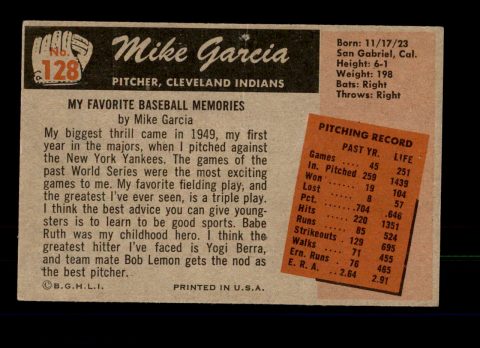 No.
128
Mike Garcia
PITCHER, CLEVELAND INDIANS
Born: 11/17/23
San Gabriel, Cal.
Height: 6-1
Weight: 198
Bats: Right
Throws: Right
MY FAVORITE BASEBALL MEMORIES
by Mike Garcia
My biggest thrill came in 1949, my first
year in the majors, when I pitched against
the New York Yankees. The games of the
past World Series were the most exciting
games to me. My favorite fielding play, and
the greatest I've ever seen, is a triple play.
I think the best advice you can give young-
sters is to learn to be good sports. Babe
Ruth was my childhood hero. I think the
greatest hitter I've faced is Yogi Berra,
and team mate Bob Lemon gets the nod as
the best pitcher.
©B.G.H.L.I. PRINTED IN U.S.A.
PITCHING RECORD
PAST YR. LIFE
Games 45 251
In. Pitched 259 1439
Won 19 104
Lost 8 57
Pct. .704 .646
Hits 220 1351
Runs 85 524
Strikeouts 129 695
Walks 71 455
Ern. Runs 76 465
E. R. A. 2.64 2.91